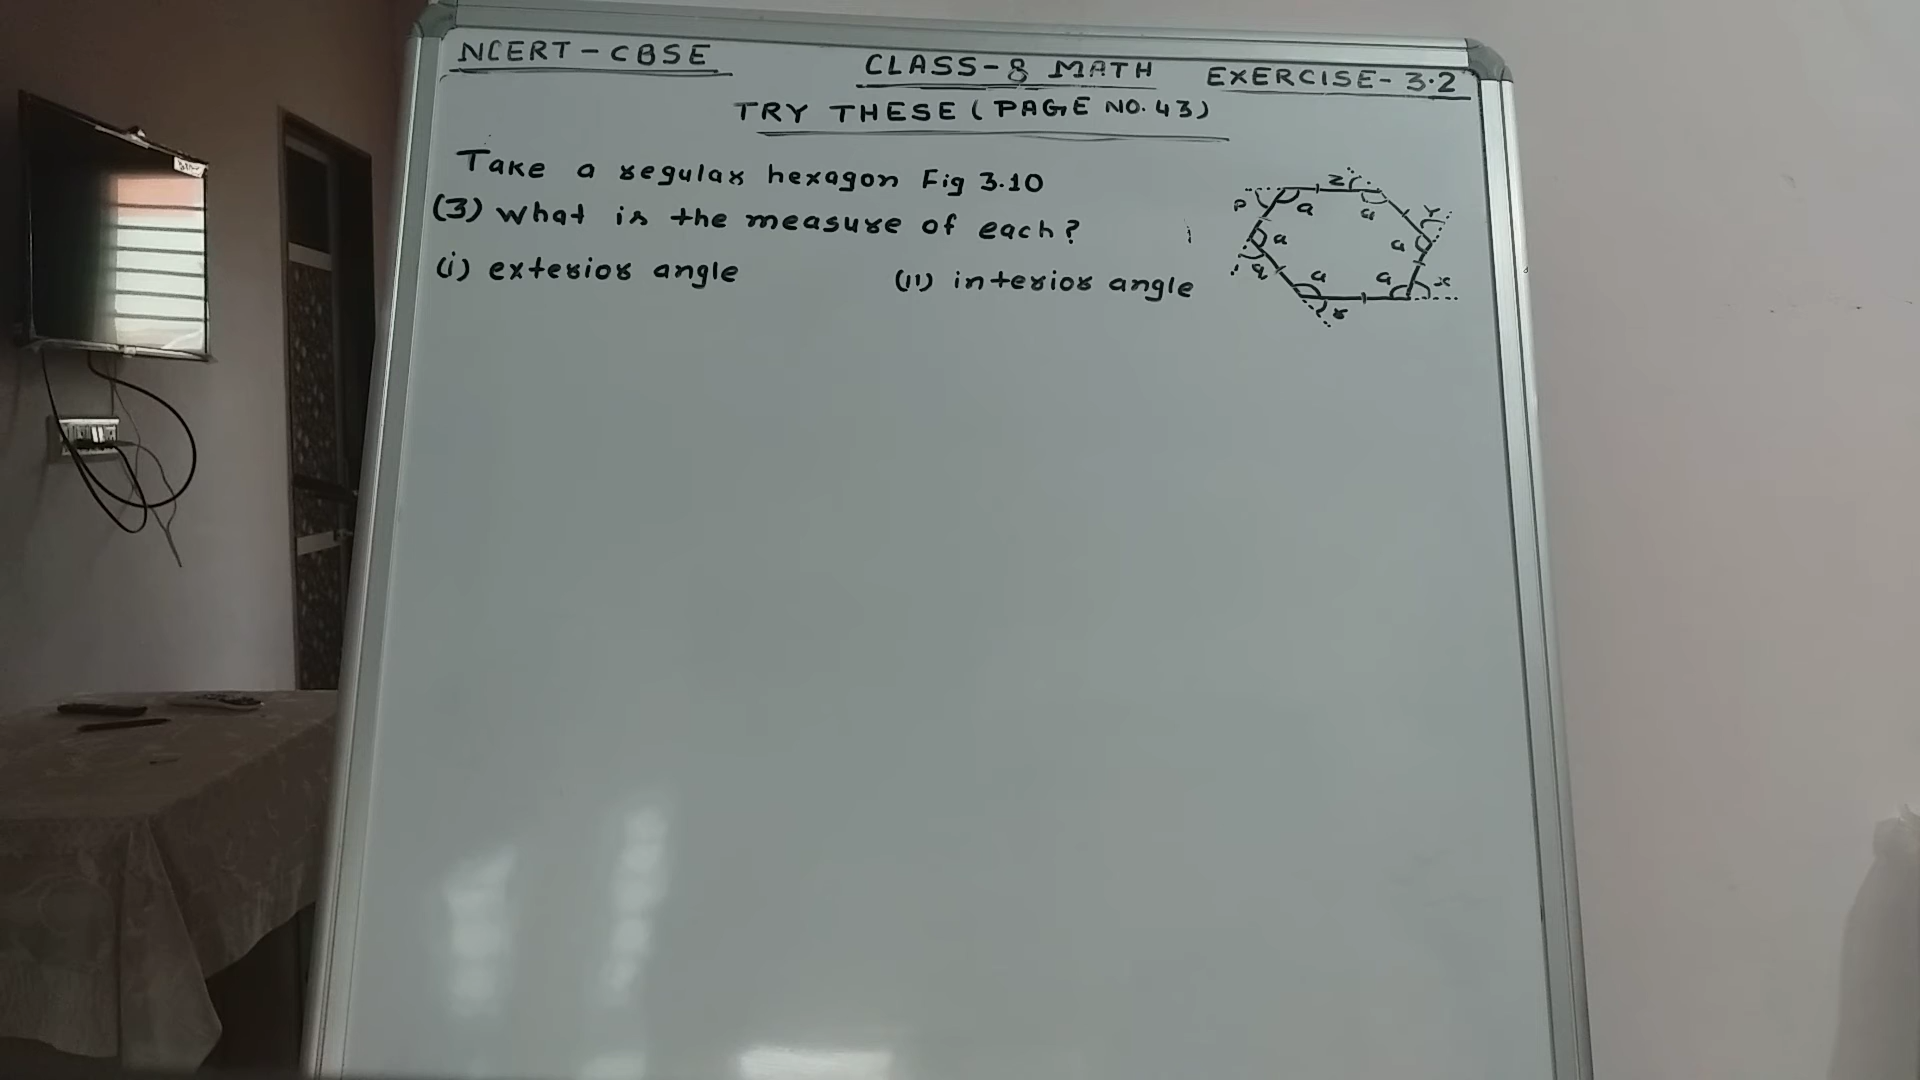 NCERT - CBSE
CLASS-8 MATH
EXERCISE- 3.2
TRY THESE ( PAGE NO. 43)
Take a regular hexagon Fig 3.10
(3) What is the measure of each?
(i) exterior angle
(ii) interior angle
z
p a a y
a a
q a a x
r